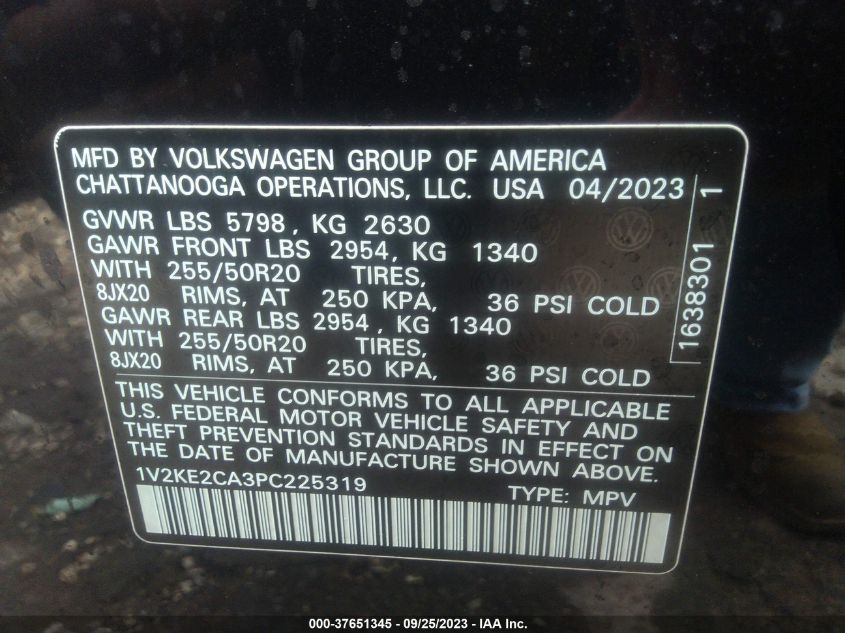 MFD BY VOLKSWAGEN GROUP OF AMERICA
CHATTANOOGA OPERATIONS, LLC. USA 04/2023
GVWR LBS 5798, KG 2630
GAWR FRONT LBS 2954, KG 1340
WITH 255/50R20 TIRES,
8JX20 RIMS, AT 250 KPA, 36 PSI COLD
GAWR REAR LBS 2954, KG 1340
WITH 255/50R20 TIRES,
8JX20 RIMS, AT 250 KPA, 36 PSI COLD
1638301 1
THIS VEHICLE CONFORMS TO ALL APPLICABLE
U.S. FEDERAL MOTOR VEHICLE SAFETY AND
THEFT PREVENTION STANDARDS IN EFFECT ON
THE DATE OF MANUFACTURE SHOWN ABOVE.
1V2KE2CA3PC225319 TYPE: MPV
000-37651345 - 09/25/2023 - IAA Inc.